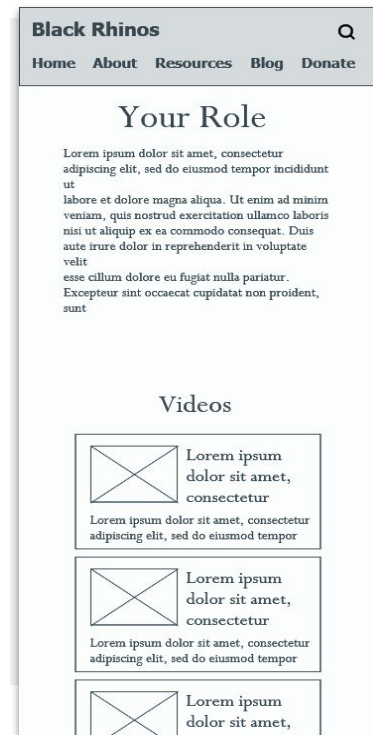 Black Rhinos
Home About Resources Blog Donate
Your Role
Lorem ipsum dolor sit amet, consectetur
adipiscing elit, sed do eiusmod tempor incididunt
ut
labore et dolore magna aliqua. Ut enim ad minim
veniam, quis nostrud exercitation ullamco laboris
nisi ut aliquip ex ea commodo consequat. Duis
aute irure dolor in reprehenderit in voluptate
velit
esse cillum dolore eu fugiat nulla pariatur.
Excepteur sint occaecat cupidatat non proident,
sunt
Videos
Lorem ipsum
dolor sit amet,
consectetur
Lorem ipsum dolor sit amet, consectetur
adipiscing elit, sed do eiusmod tempor
Lorem ipsum
dolor sit amet,
consectetur
Lorem ipsum dolor sit amet, consectetur
adipiscing elit, sed do eiusmod tempor
Lorem ipsum
dolor sit amet,